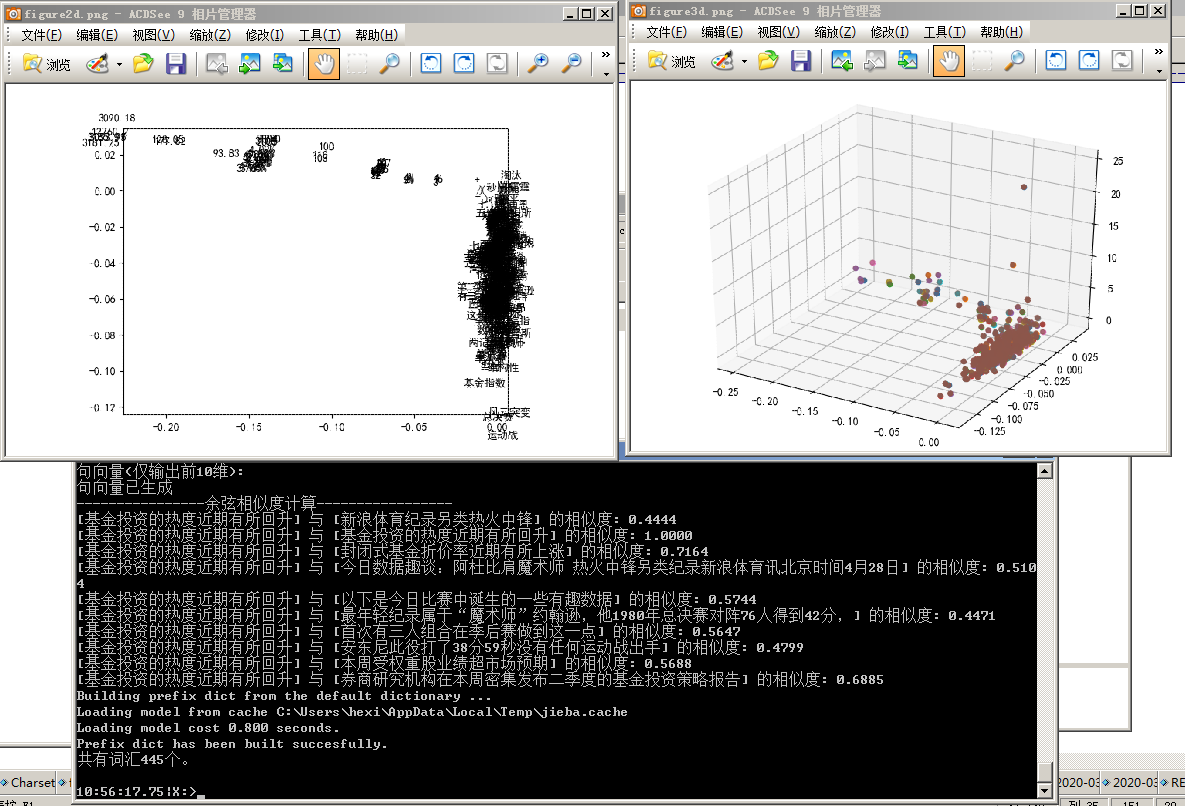 figure2d.png - ACDSee 9 相片管理器
文件(F) 编辑(E) 视图(V) 缩放(Z) 修改(I) 工具(T) 帮助(H)
浏览
3090 18
93.83
100
淘汰
基金指数
风云突变
总决赛
运动战
0.02
0.00
-0.02
-0.04
-0.06
-0.08
-0.10
-0.12
-0.20 -0.15 -0.10 -0.05 0.00
figure3d.png - ACDSee 9 相片管理器
文件(F) 编辑(E) 视图(V) 缩放(Z) 修改(I) 工具(T) 帮助(H)
浏览
25
20
15
10
5
0
0.025
0.000
-0.025
-0.050
-0.075
-0.100
-0.125
-0.25 -0.20 -0.15 -0.10 -0.05 0.00
句向量(仅输出前10维):
句向量已生成
----------------余弦相似度计算-----------------
[基金投资的热度近期有所回升] 与 [新浪体育纪录另类热火中锋] 的相似度: 0.4444
[基金投资的热度近期有所回升] 与 [基金投资的热度近期有所回升] 的相似度: 1.0000
[基金投资的热度近期有所回升] 与 [封闭式基金折价率近期有所上涨] 的相似度: 0.7164
[基金投资的热度近期有所回升] 与 [今日数据趣谈：阿杜比肩魔术师 热火中锋另类纪录新浪体育讯北京时间4月28日] 的相似度: 0.510
4
[基金投资的热度近期有所回升] 与 [以下是今日比赛中诞生的一些有趣数据] 的相似度: 0.5744
[基金投资的热度近期有所回升] 与 [最年轻纪录属于“魔术师”约翰逊，他1980年总决赛对阵76人得到42分，] 的相似度: 0.4471
[基金投资的热度近期有所回升] 与 [首次有三人组合在季后赛做到这一点] 的相似度: 0.5647
[基金投资的热度近期有所回升] 与 [安东尼此役打了38分59秒没有任何运动战出手] 的相似度: 0.4799
[基金投资的热度近期有所回升] 与 [本周受权重股业绩超市场预期] 的相似度: 0.5688
[基金投资的热度近期有所回升] 与 [券商研究机构在本周密集发布二季度的基金投资策略报告] 的相似度: 0.6885
Building prefix dict from the default dictionary ...
Loading model from cache C:\Users\hexi\AppData\Local\Temp\jieba.cache
Loading model cost 0.800 seconds.
Prefix dict has been built succesfully.
共有词汇445个。
10:56:17.75|X:>
Charset
2020-03
2020-03
RE